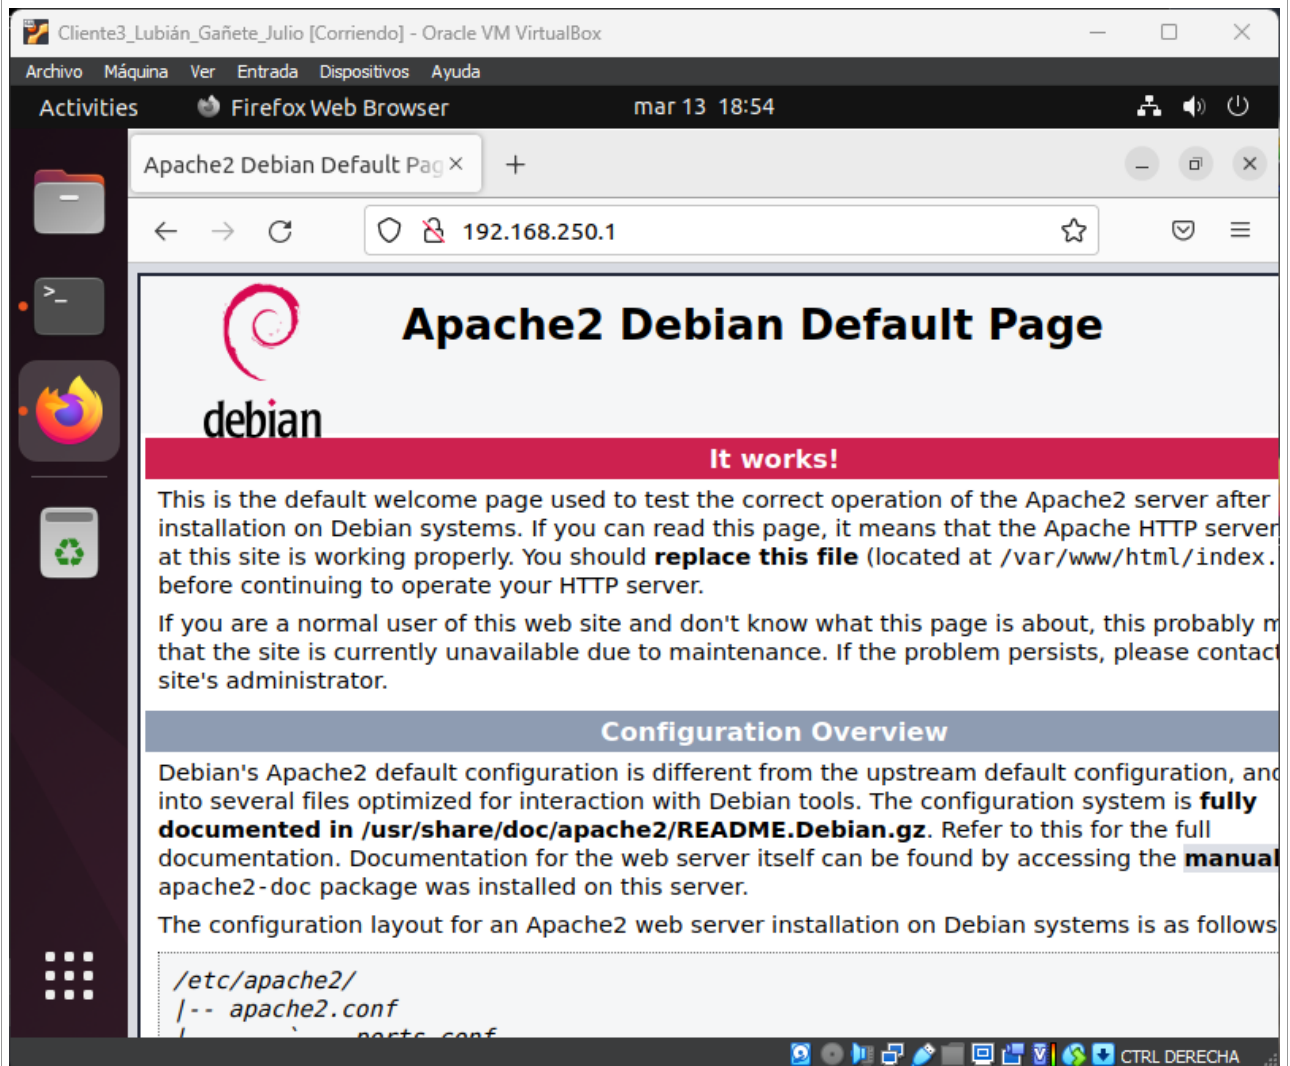 Cliente3_Lubián_Gañete_Julio [Corriendo] - Oracle VM VirtualBox
Archivo Máquina Ver Entrada Dispositivos Ayuda
Activities Firefox Web Browser mar 13 18:54
Apache2 Debian Default Pag
192.168.250.1
debian
Apache2 Debian Default Page
It works!
This is the default welcome page used to test the correct operation of the Apache2 server after
installation on Debian systems. If you can read this page, it means that the Apache HTTP server
at this site is working properly. You should replace this file (located at /var/www/html/index.
before continuing to operate your HTTP server.
If you are a normal user of this web site and don't know what this page is about, this probably m
that the site is currently unavailable due to maintenance. If the problem persists, please contact
site's administrator.
Configuration Overview
Debian's Apache2 default configuration is different from the upstream default configuration, and
into several files optimized for interaction with Debian tools. The configuration system is fully
documented in /usr/share/doc/apache2/README.Debian.gz. Refer to this for the full
documentation. Documentation for the web server itself can be found by accessing the manual
apache2-doc package was installed on this server.
The configuration layout for an Apache2 web server installation on Debian systems is as follows
/etc/apache2/
|-- apache2.conf
| ` ports.conf
CTRL DERECHA